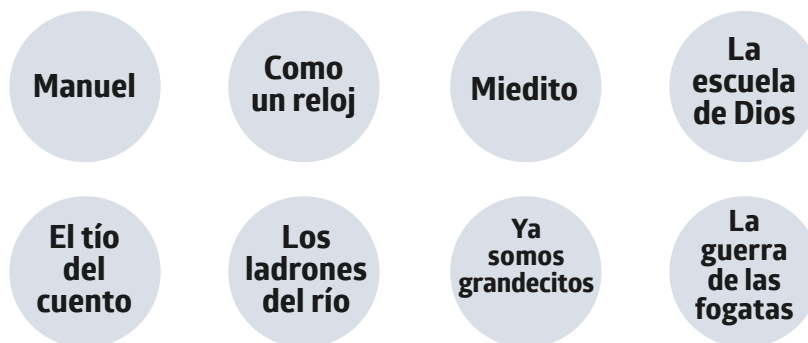 Manuel
Como
un reloj
Miedito
La
escuela
de Dios
El tío
del
cuento
Los
ladrones
del río
Ya
somos
grandecitos
La
guerra
de las
fogatas